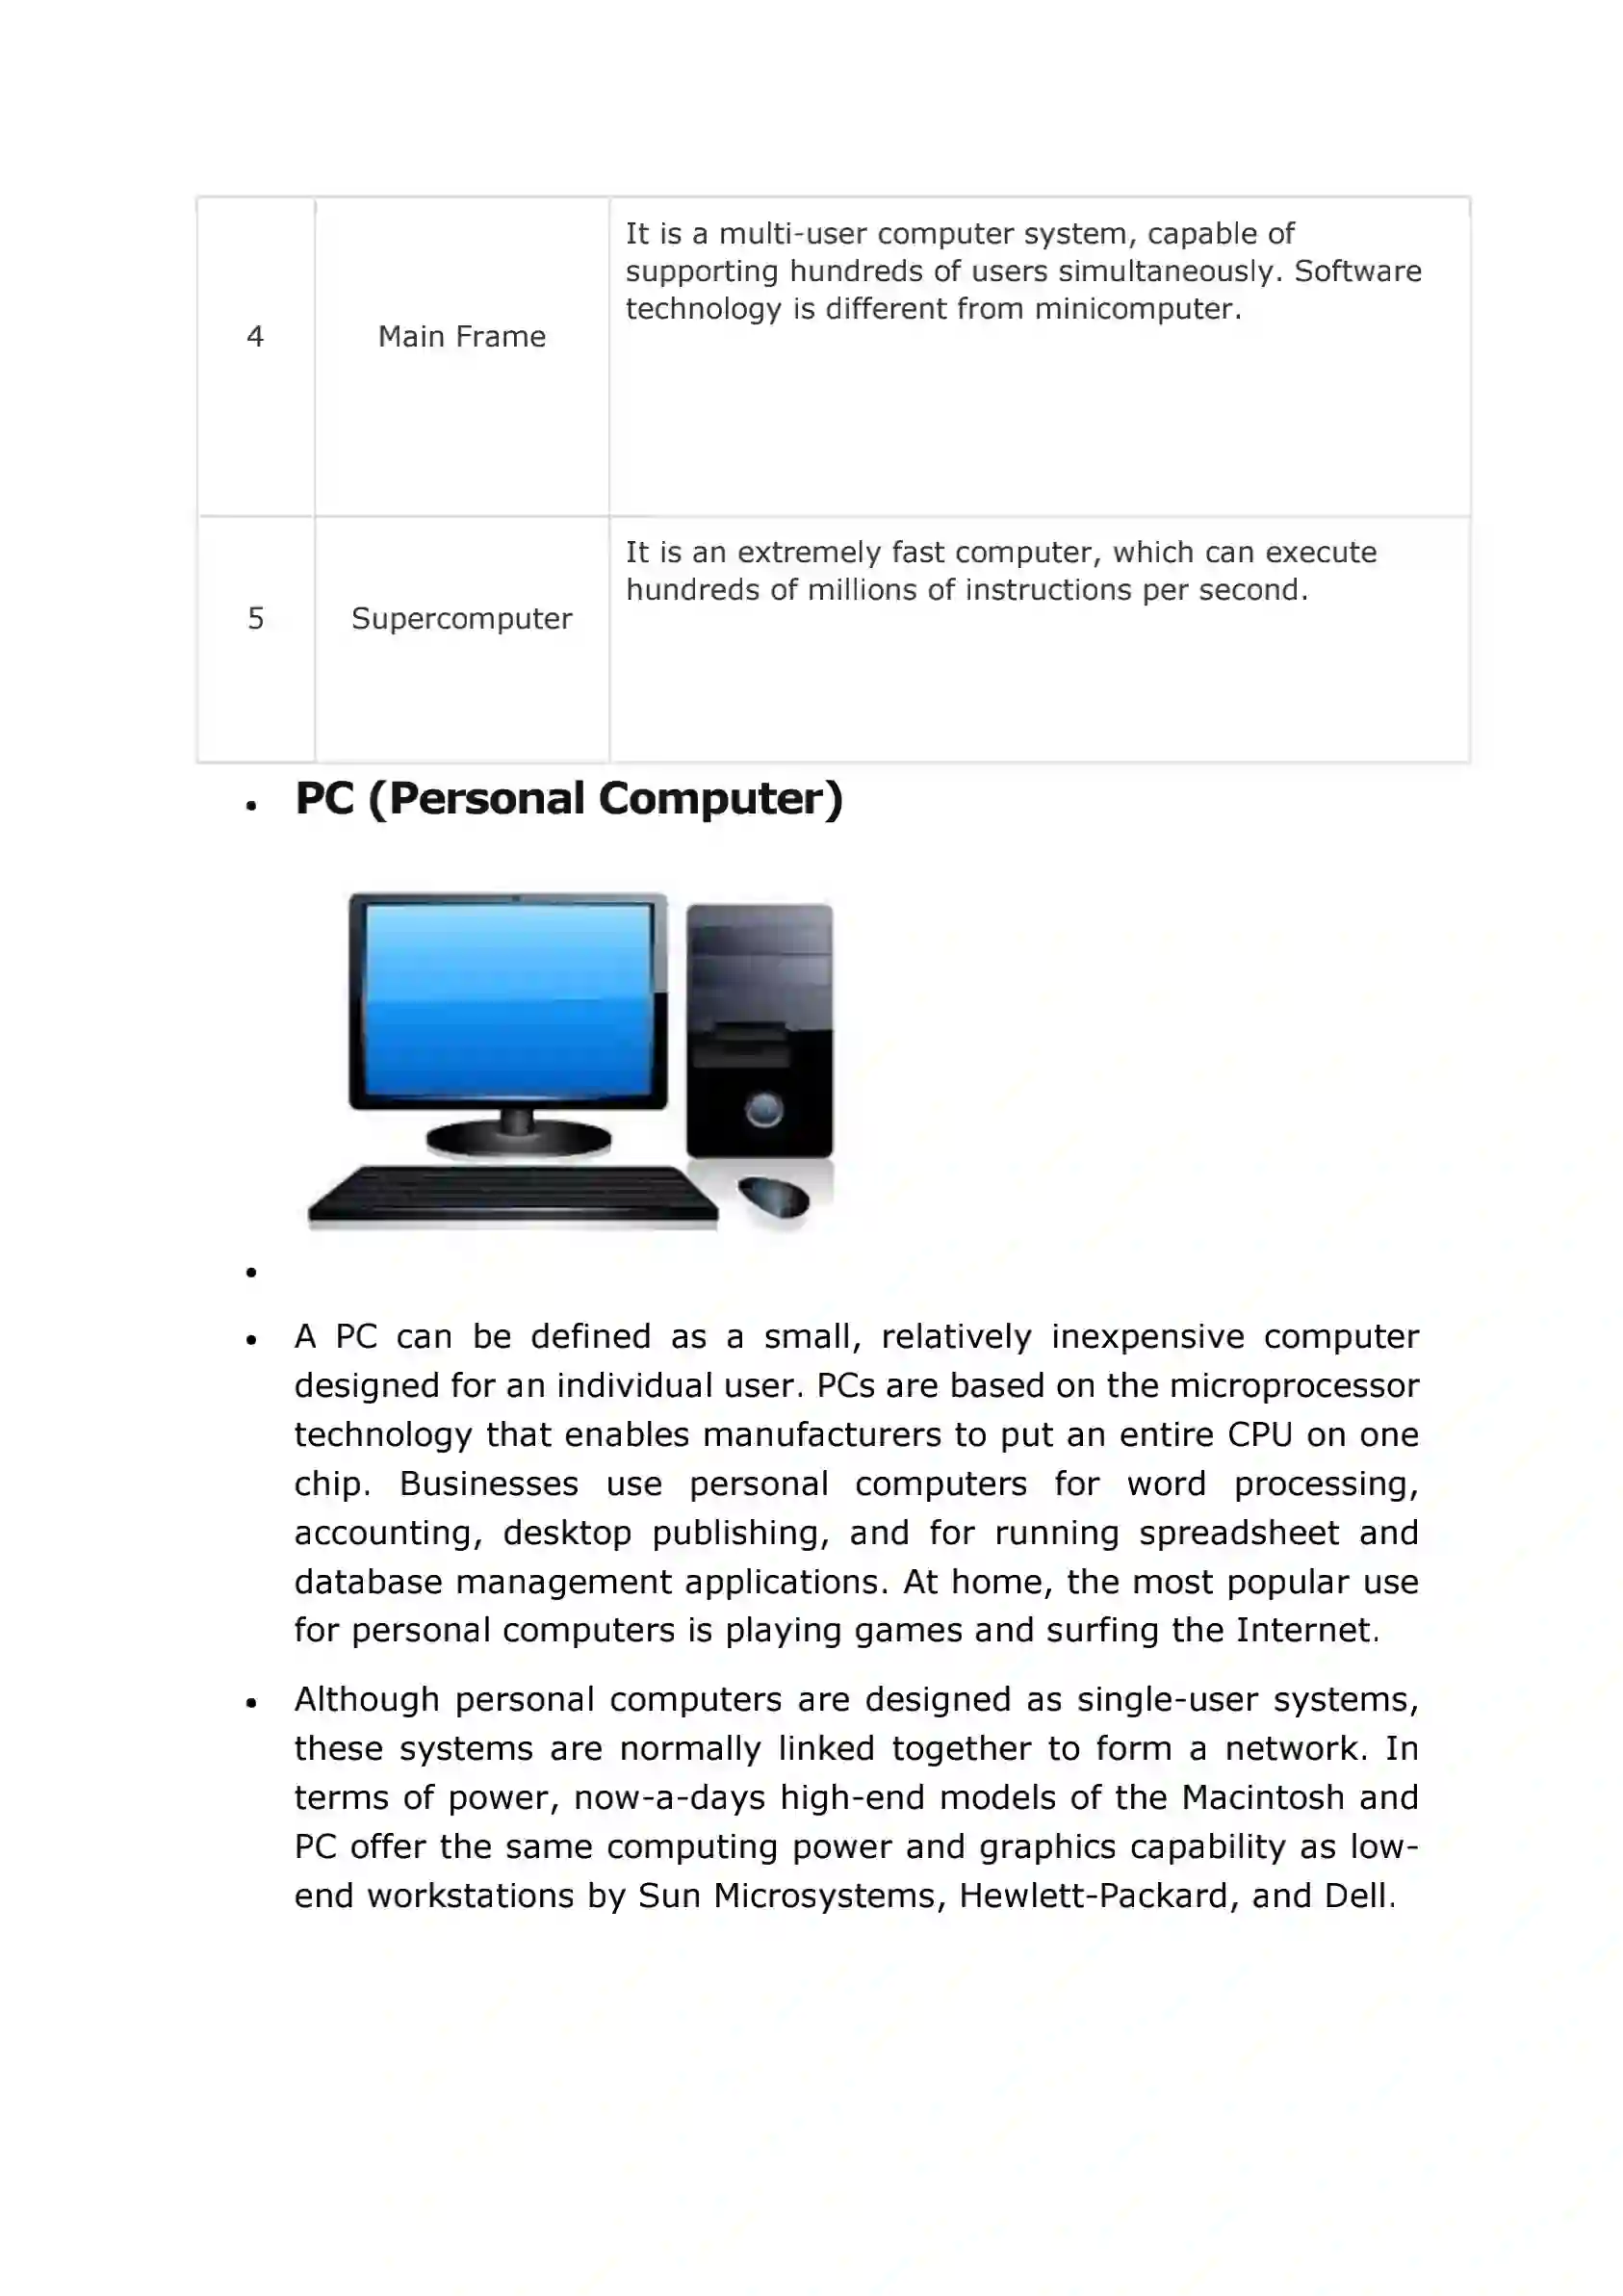 It is a multi-user computer system, capable of
supporting hundreds of users simultaneously. Software
technology is different from minicomputer.
4
Main Frame
It is an extremely fast computer, which can execute
hundreds of millions of instructions per second.
5
Supercomputer
• PC (Personal Computer)
•
• A PC can be defined as a small, relatively inexpensive computer
designed for an individual user. PCs are based on the microprocessor
technology that enables manufacturers to put an entire CPU on one
chip. Businesses use personal computers for word processing,
accounting, desktop publishing, and for running spreadsheet and
database management applications. At home, the most popular use
for personal computers is playing games and surfing the Internet.
• Although personal computers are designed as single-user systems,
these systems are normally linked together to form a network. In
terms of power, now-a-days high-end models of the Macintosh and
PC offer the same computing power and graphics capability as low-
end workstations by Sun Microsystems, Hewlett-Packard, and Dell.